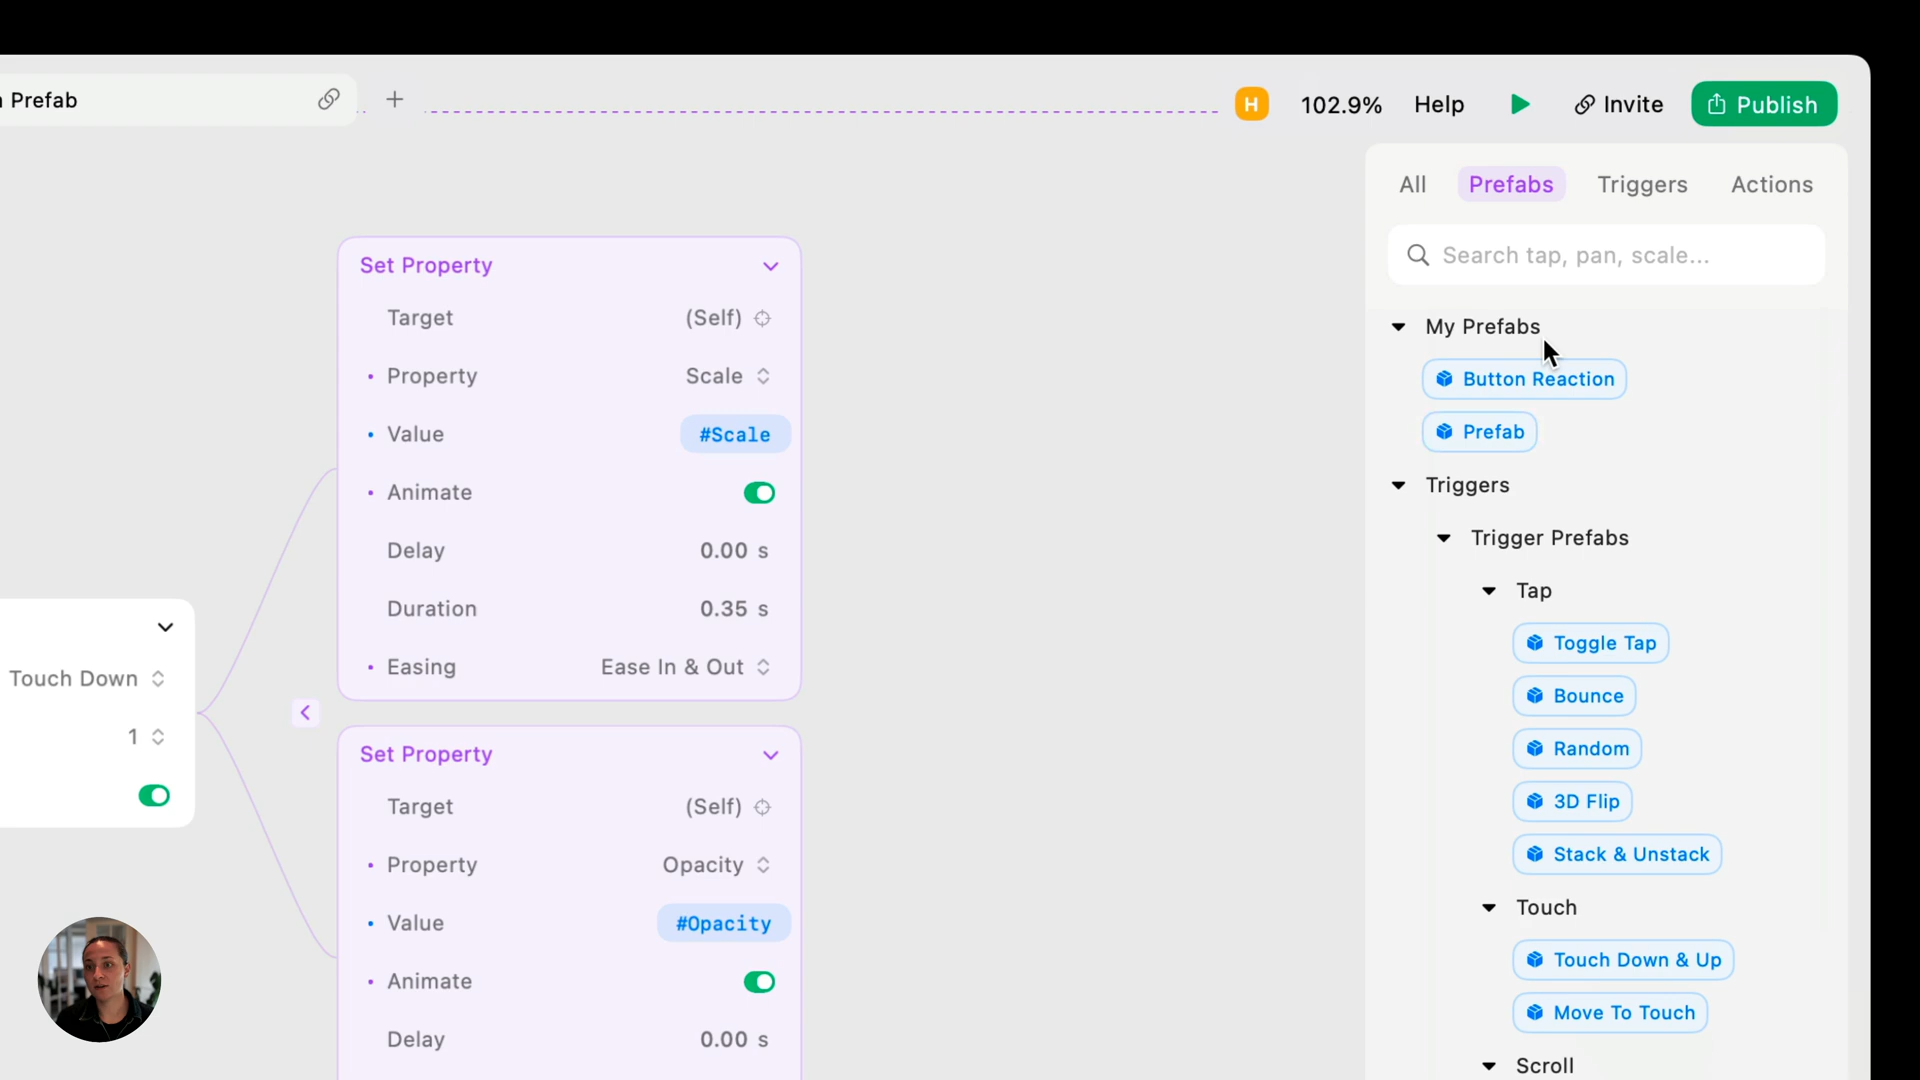 Prefab
H
102.9%
Help
Invite
Publish
All
Prefabs
Triggers
Actions
Search tap, pan, scale...
My Prefabs
Button Reaction
Prefab
Triggers
Trigger Prefabs
Tap
Toggle Tap
Bounce
Random
3D Flip
Stack & Unstack
Touch
Touch Down & Up
Move To Touch
Scroll
Set Property
Target (Self)
Property Scale
Value #Scale
Animate
Delay 0.00 s
Duration 0.35 s
Easing Ease In & Out
Touch Down
1
Set Property
Target (Self)
Property Opacity
Value #Opacity
Animate
Delay 0.00 s